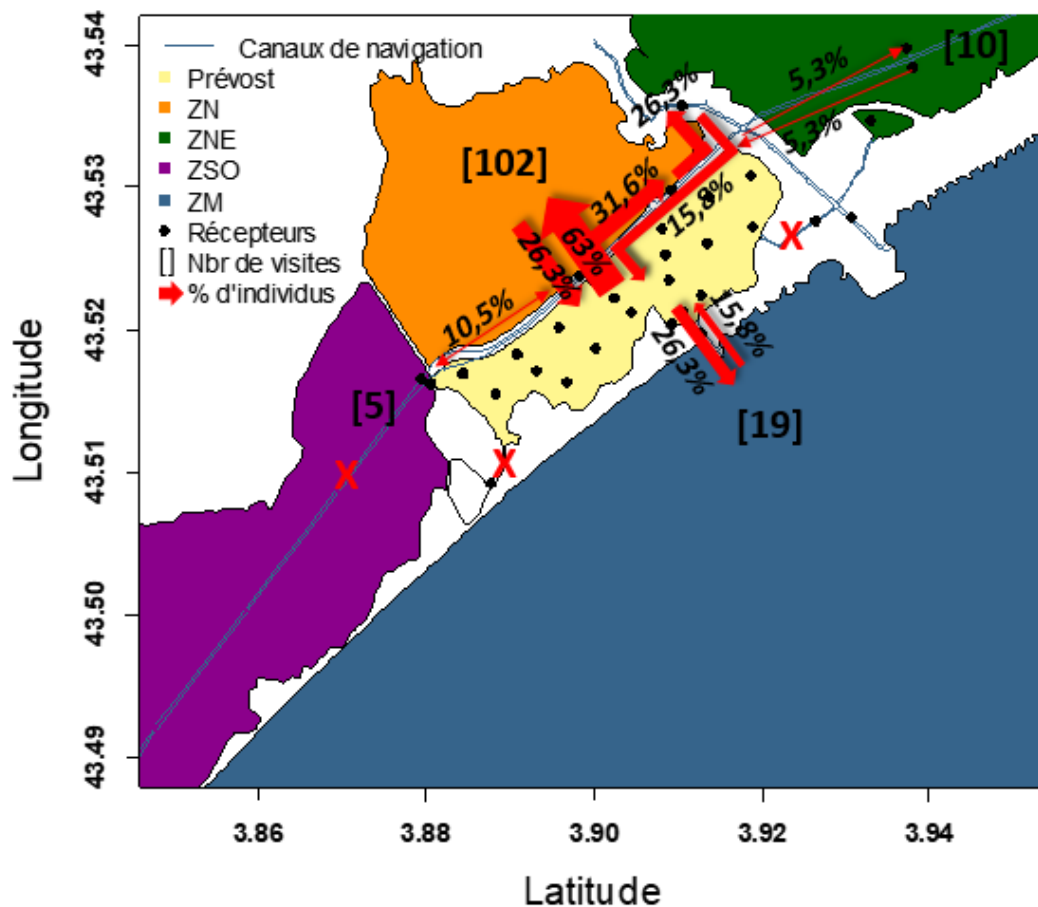 Canaux de navigation
Prévost
ZN
ZNE
ZSO
ZM
Récepteurs
[] Nbr de visites
% d'individus
[10]
5,3%
5,3%
26,3%
[102]
31,6%
15,8%
63%
26,3%
10,5%
15,8%
26,3%
[5]
[19]
X
X
X
43.54
43.53
43.52
43.51
43.50
43.49
Longitude
3.86 3.88 3.90 3.92 3.94
Latitude